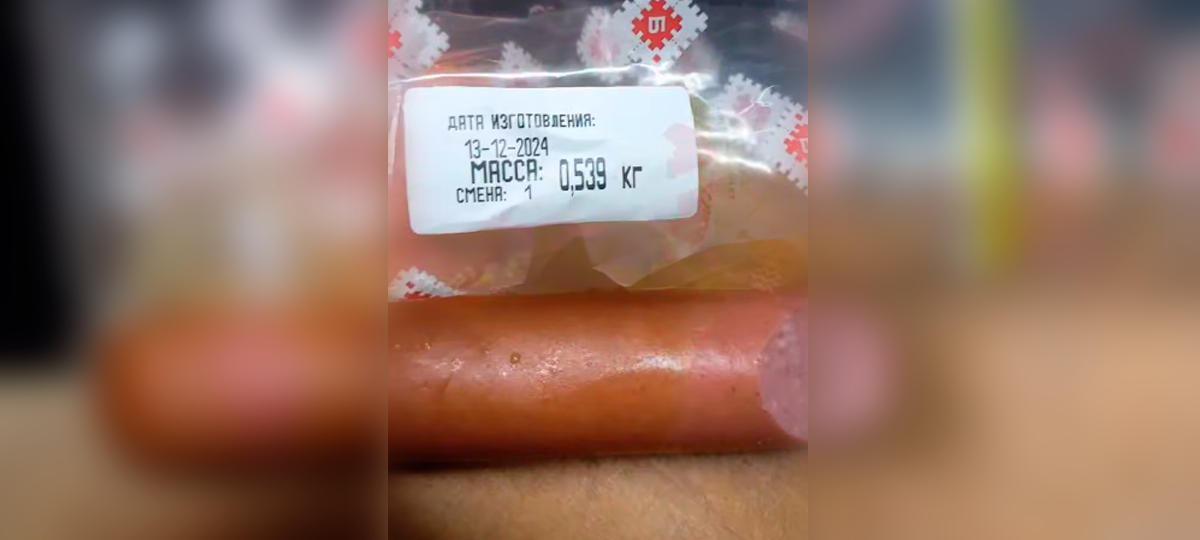 ДАТА ИЗГОТОВЛЕНИЯ:
13-12-2024
МАССА: 0,539 КГ
СМЕНА: 1